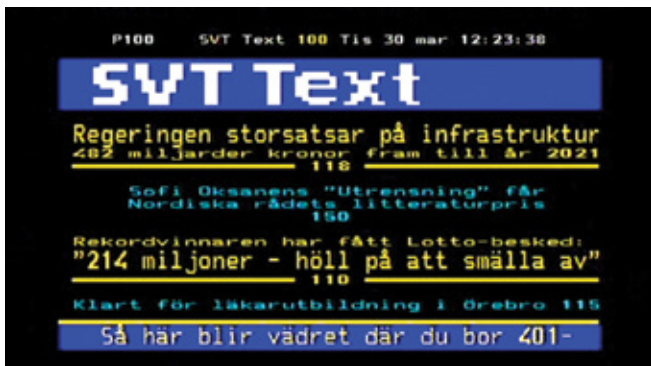 P100 SVT Text 100 Tis 30 mar 12:23:38
SVT Text
Regeringen storsatsar på infrastruktur
482 miljarder kronor fram till år 2021
118
Sofi Oksanens "Utrensning" får
Nordiska rådets litteraturpris
150
Rekordvinnaren har fått Lotto-besked:
"214 miljoner - höll på att smälla av"
110
Klart för läkarutbildning i Örebro 115
Så här blir vädret där du bor 401-